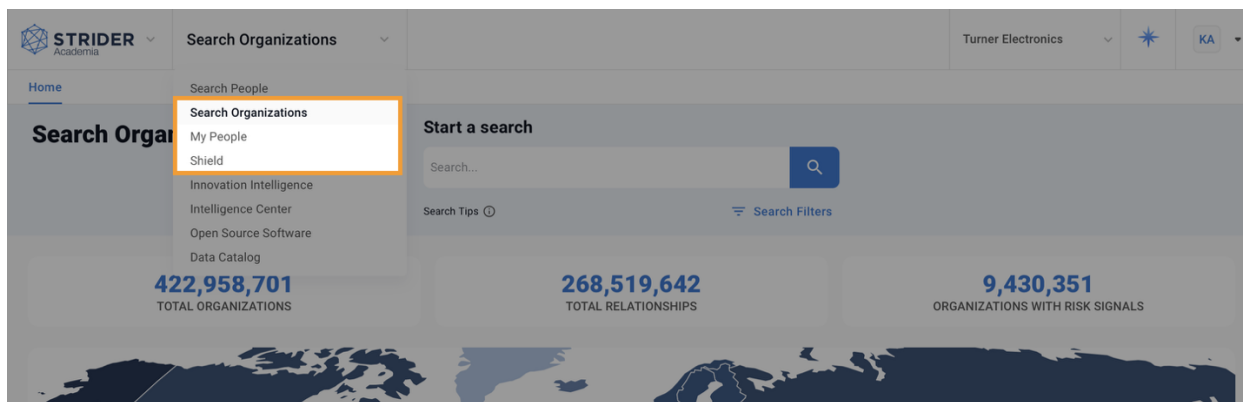 STRIDER
Academia
Search Organizations
Turner Electronics
KA
Home
Search People
Search Organizations
My People
Shield
Innovation Intelligence
Intelligence Center
Open Source Software
Data Catalog
Search Orga
Start a search
Search...
Search Tips
Search Filters
422,958,701
TOTAL ORGANIZATIONS
268,519,642
TOTAL RELATIONSHIPS
9,430,351
ORGANIZATIONS WITH RISK SIGNALS